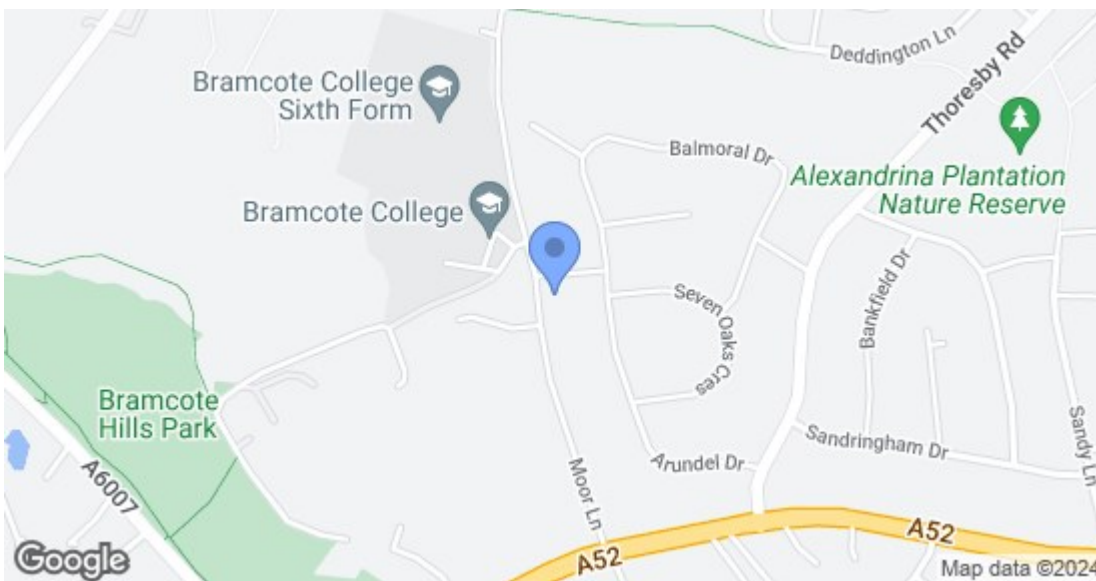 Deddington Ln
Thoresby Rd
Bramcote College
Sixth Form
Balmoral Dr
Alexandrina Plantation
Nature Reserve
Bramcote College
Bankfield Dr
Seven Oaks Cres
Bramcote
Hills Park
Sandringham Dr
Sandy Ln
Arundel Dr
Moor Ln
A6007
A52
A52
Google
Map data ©2024